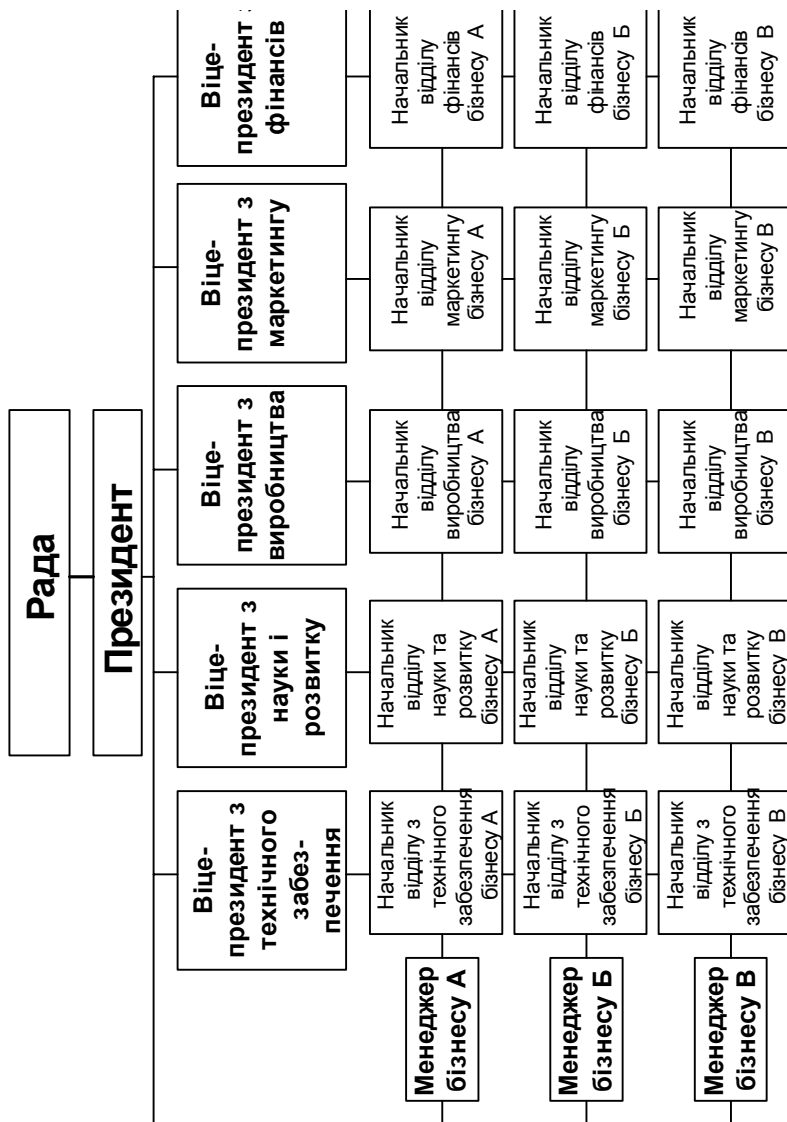 Рада
Президент
Віце-
президент з
технічного
забез-
печення
Віце-
президент з
науки і
розвитку
Віце-
президент з
виробництва
Віце-
президент з
маркетингу
Віце-
президент
фінансів
Менеджер
бізнесу А
Начальник
відділу з
технічного
забезпечення
бізнесу А
Начальник
відділу
науки та
розвитку
бізнесу А
Начальник
відділу
виробництва
бізнесу А
Начальник
відділу
маркетингу
бізнесу А
Начальник
відділу
фінансів
бізнесу А
Менеджер
бізнесу Б
Начальник
відділу з
технічного
забезпечення
бізнесу Б
Начальник
відділу
науки та
розвитку
бізнесу Б
Начальник
відділу
виробництва
бізнесу Б
Начальник
відділу
маркетингу
бізнесу Б
Начальник
відділу
фінансів
бізнесу Б
Менеджер
бізнесу В
Начальник
відділу з
технічного
забезпечення
бізнесу В
Начальник
відділу
науки та
розвитку
бізнесу В
Начальник
відділу
виробництва
бізнесу В
Начальник
відділу
маркетингу
бізнесу В
Начальник
відділу
фінансів
бізнесу В